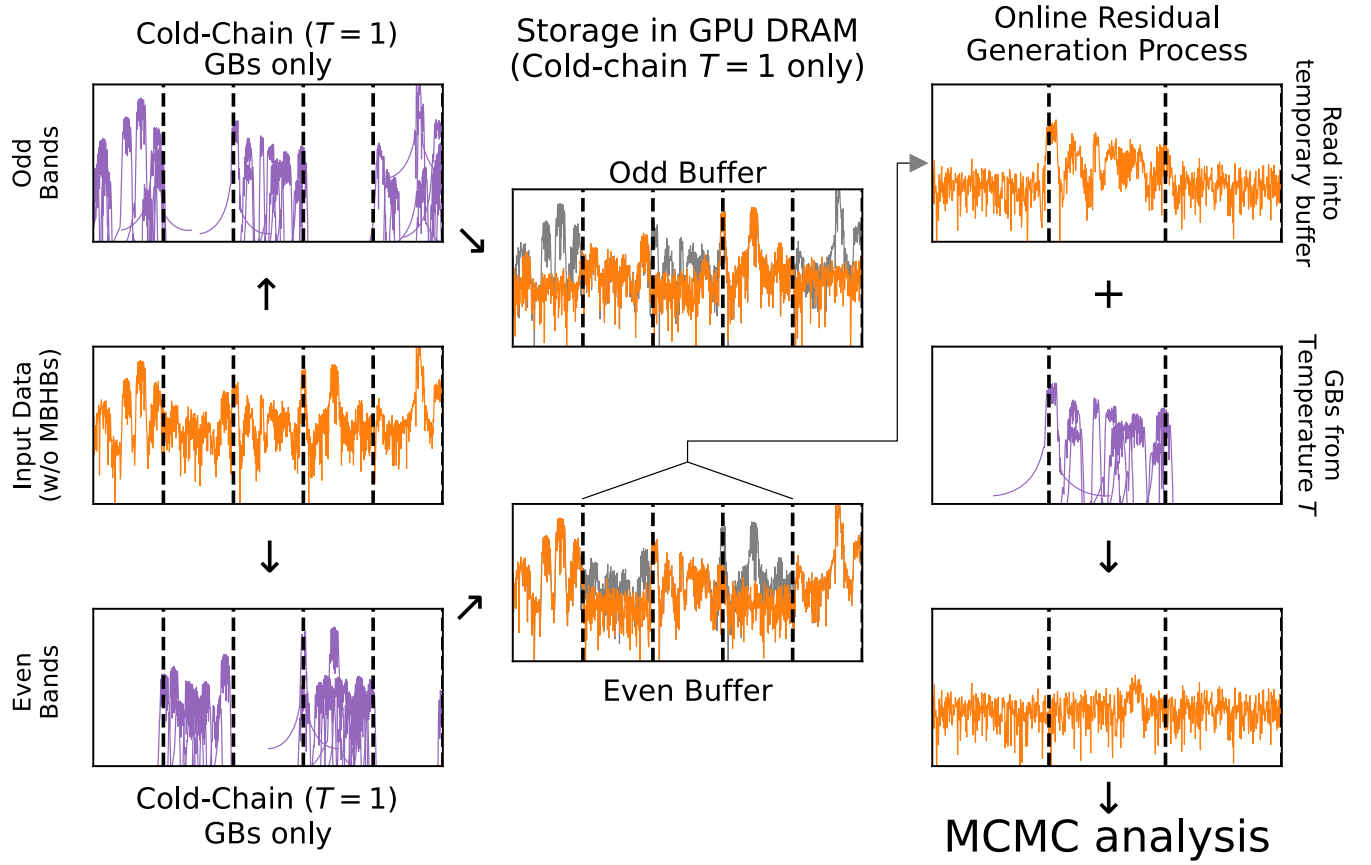 Cold-Chain (T = 1)
GBs only
Odd
Bands
↑
Input Data
(w/o MBHBs)
↓
Even
Bands
Cold-Chain (T = 1)
GBs only
↘
↗
Storage in GPU DRAM
(Cold-chain T = 1 only)
Odd Buffer
Even Buffer
Online Residual
Generation Process
Read into
temporary buffer
+
GBs from
Temperature T
↓
↓
MCMC analysis